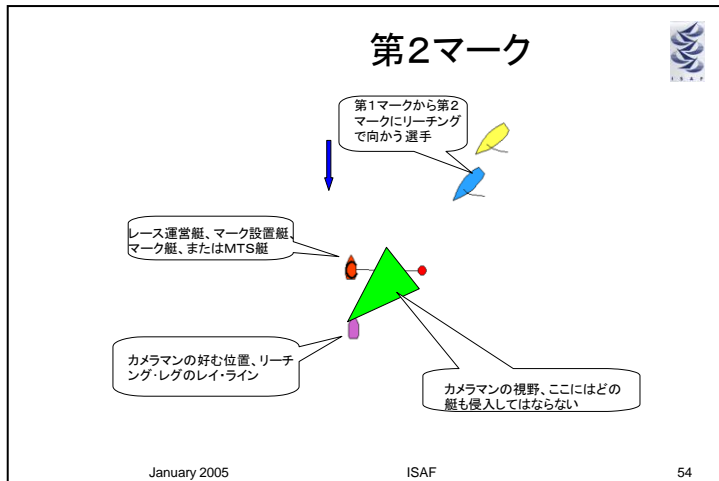 第2マーク
I S A F
第1マークから第2
マークにリーチング
で向かう選手
レース運営艇、マーク設置艇、
マーク艇、またはMTS艇
カメラマンの好む位置、リーチ
ング・レグのレイ・ライン
カメラマンの視野、ここにはどの
艇も侵入してはならない
January 2005
ISAF
54